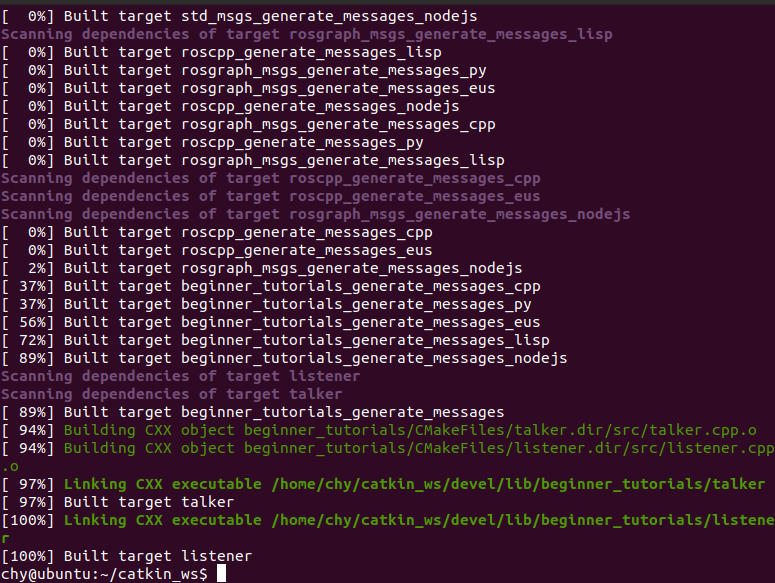 [  0%] Built target std_msgs_generate_messages_nodejs
Scanning dependencies of target rosgraph_msgs_generate_messages_lisp
[  0%] Built target roscpp_generate_messages_lisp
[  0%] Built target rosgraph_msgs_generate_messages_py
[  0%] Built target rosgraph_msgs_generate_messages_eus
[  0%] Built target roscpp_generate_messages_nodejs
[  0%] Built target rosgraph_msgs_generate_messages_cpp
[  0%] Built target roscpp_generate_messages_py
[  0%] Built target rosgraph_msgs_generate_messages_lisp
Scanning dependencies of target roscpp_generate_messages_cpp
Scanning dependencies of target roscpp_generate_messages_eus
Scanning dependencies of target rosgraph_msgs_generate_messages_nodejs
[  0%] Built target roscpp_generate_messages_cpp
[  0%] Built target roscpp_generate_messages_eus
[  2%] Built target rosgraph_msgs_generate_messages_nodejs
[ 37%] Built target beginner_tutorials_generate_messages_cpp
[ 37%] Built target beginner_tutorials_generate_messages_py
[ 56%] Built target beginner_tutorials_generate_messages_eus
[ 72%] Built target beginner_tutorials_generate_messages_lisp
[ 89%] Built target beginner_tutorials_generate_messages_nodejs
Scanning dependencies of target listener
Scanning dependencies of target talker
[ 89%] Built target beginner_tutorials_generate_messages
[ 94%] Building CXX object beginner_tutorials/CMakeFiles/talker.dir/src/talker.cpp.o
[ 94%] Building CXX object beginner_tutorials/CMakeFiles/listener.dir/src/listener.cpp
.o
[ 97%] Linking CXX executable /home/chy/catkin_ws/devel/lib/beginner_tutorials/talker
[ 97%] Built target talker
[100%] Linking CXX executable /home/chy/catkin_ws/devel/lib/beginner_tutorials/listene
r
[100%] Built target listener
chy@ubuntu:~/catkin_ws$